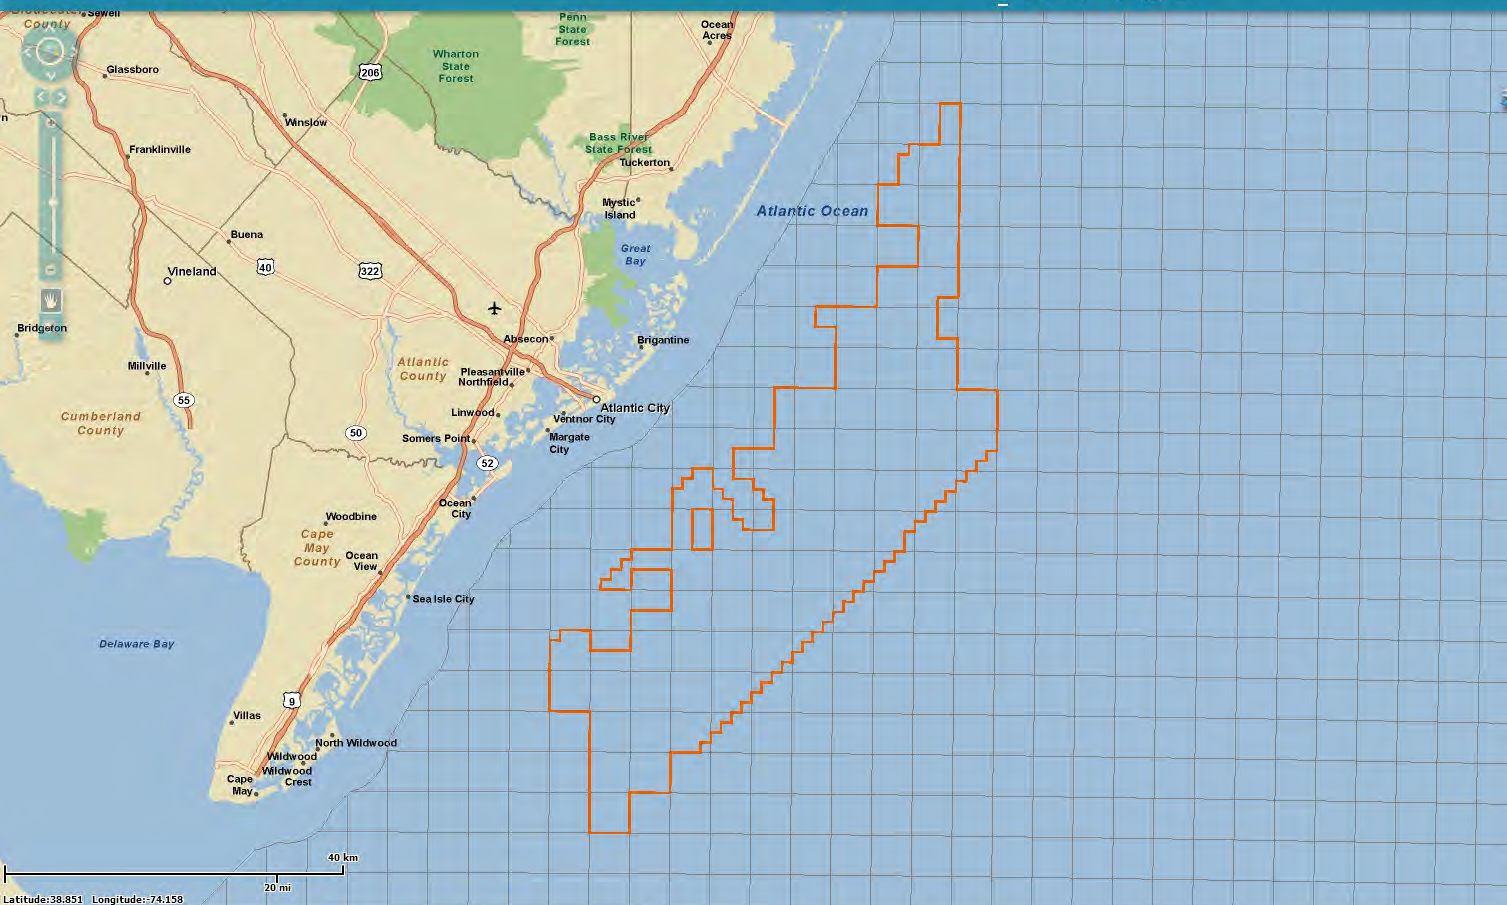 Gloucester
County
Sewell
Penn
State
Forest
Ocean
Acres
Wharton
State
Forest
206
Glassboro
Winslow
Bass River
State Forest
Franklinville
Tuckerton
Mystic
Island
Atlantic Ocean
Buena
Great
Bay
40
322
Vineland
Bridgeton
Absecon
Brigantine
Millville
Atlantic
County
Pleasantville
Northfield
55
Atlantic City
Cumberland
County
Linwood
Ventnor City
50
Somers Point
Margate
City
52
Ocean
City
Woodbine
Cape
May
County
Ocean
View
Sea Isle City
Delaware Bay
9
Villas
North Wildwood
Wildwood
Wildwood
Crest
Cape
May
40 km
20 mi
Latitude:38.851 Longitude:-74.158